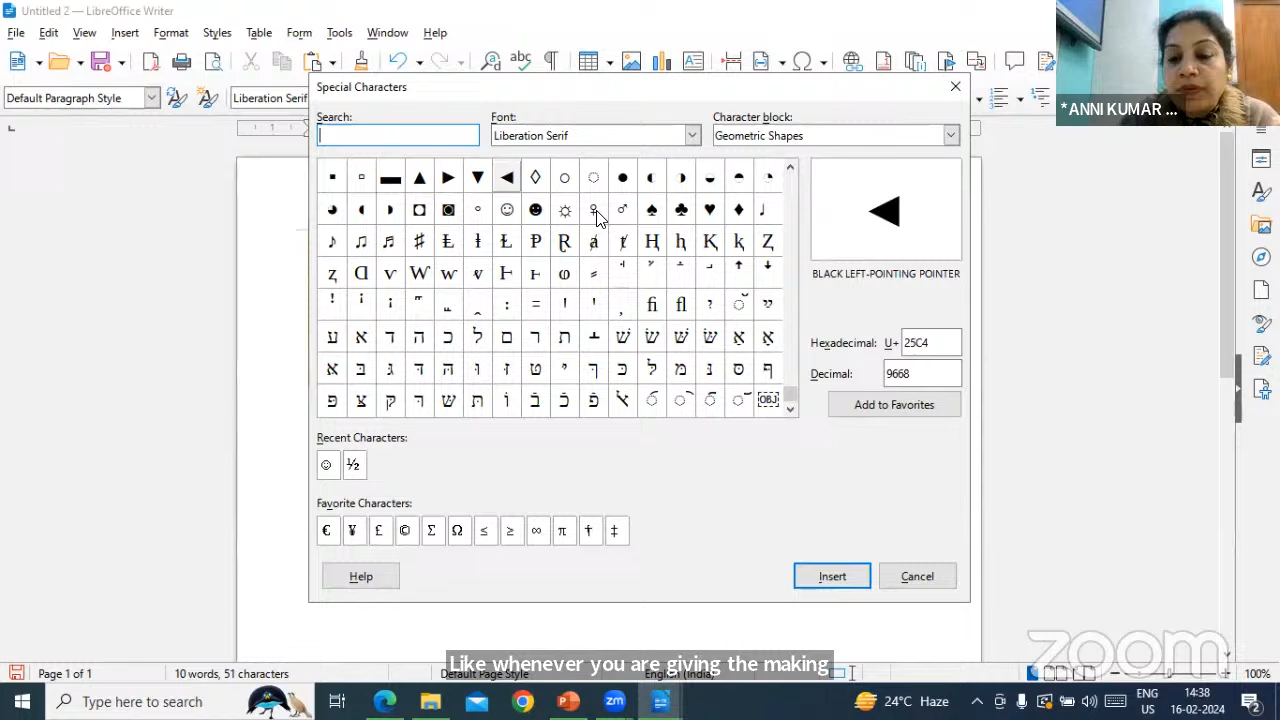 Untitled 2 — LibreOffice Writer
File Edit View Insert Format Styles Table Form Tools Window Help
Default Paragraph Style
Liberation Serif
Special Characters
Search:
Font:
Character block:
Liberation Serif
Geometric Shapes
▪ ▫ ▬ ▲ ► ▼ ◄ ◊ ○ ◌ ● ◖ ◗ ◒ ◓ ◔
◕ ◖ ◗ ◘ ◙ ◦ ☺ ☻ ☼ ♀ ♂ ♠ ♣ ♥ ♦ ♩
♪ ♫ ♬ ♯ Ⱡ ⱡ Ɫ Ᵽ Ɽ ⱥ ⱦ Ⱨ ⱨ Ⱪ ⱪ Ⱬ
◄
BLACK LEFT-POINTING POINTER
Hexadecimal: U+ 25C4
Decimal: 9668
Add to Favorites
Recent Characters:
☺ ½
Favorite Characters:
€ ¥ £ © Σ Ω ≤ ≥ ∞ π † ‡
Help
Insert
Cancel
*ANNI KUMAR ...
Like whenever you are giving the making
zoom
Page 1 of 1
10 words, 51 characters
Default Page Style
English (India)
100%
Type here to search
24°C Haze
ENG
US
14:38
16-02-2024
2